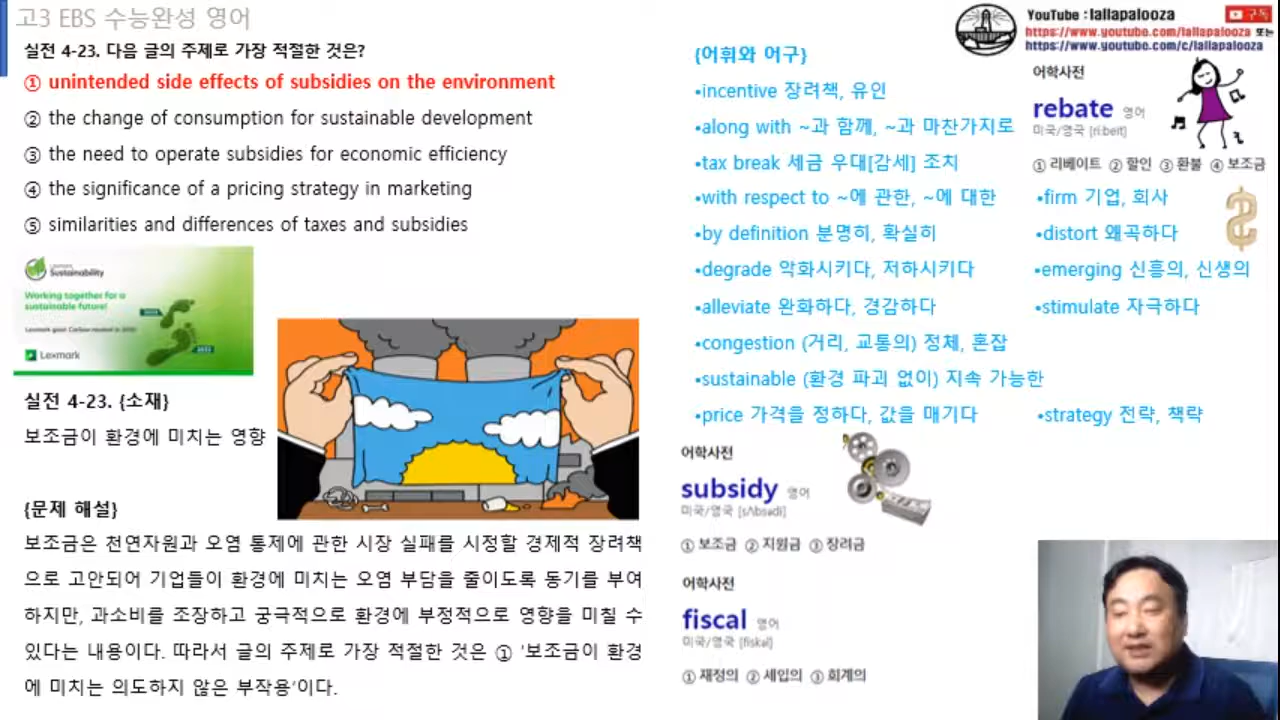 고3 EBS 수능완성 영어
실전 4-23. 다음 글의 주제로 가장 적절한 것은?
① unintended side effects of subsidies on the environment
② the change of consumption for sustainable development
③ the need to operate subsidies for economic efficiency
④ the significance of a pricing strategy in marketing
⑤ similarities and differences of taxes and subsidies
Sustainability
Working together for a
sustainable future!
Lexmark
실전 4-23. {소재}
보조금이 환경에 미치는 영향
{문제 해설}
보조금은 천연자원과 오염 통제에 관한 시장 실패를 시정할 경제적 장려책
으로 고안되어 기업들이 환경에 미치는 오염 부담을 줄이도록 동기를 부여
하지만, 과소비를 조장하고 궁극적으로 환경에 부정적으로 영향을 미칠 수
있다는 내용이다. 따라서 글의 주제로 가장 적절한 것은 ① '보조금이 환경
에 미치는 의도하지 않은 부작용'이다.
{어휘와 어구}
•incentive 장려책, 유인
•along with ~과 함께, ~과 마찬가지로
•tax break 세금 우대[감세] 조치
•with respect to ~에 관한, ~에 대한
•firm 기업, 회사
•by definition 분명히, 확실히
•distort 왜곡하다
•degrade 악화시키다, 저하시키다
•emerging 신흥의, 신생의
•alleviate 완화하다, 경감하다
•stimulate 자극하다
•congestion (거리, 교통의) 정체, 혼잡
•sustainable (환경 파괴 없이) 지속 가능한
•price 가격을 정하다, 값을 매기다
•strategy 전략, 책략
어학사전
subsidy 영어
미국/영국 [sʌbsədi]
① 보조금 ② 지원금 ③ 장려금
어학사전
fiscal 영어
미국/영국 [fískəl]
① 재정의 ② 세입의 ③ 회계의
YouTube : lallapalooza
구독
https://www.youtube.com/lallapalooza 또는
https://www.youtube.com/c/lallapalooza
어학사전
rebate 영어
미국/영국 [ri:beit]
① 리베이트 ② 할인 ③ 환불 ④ 보조금